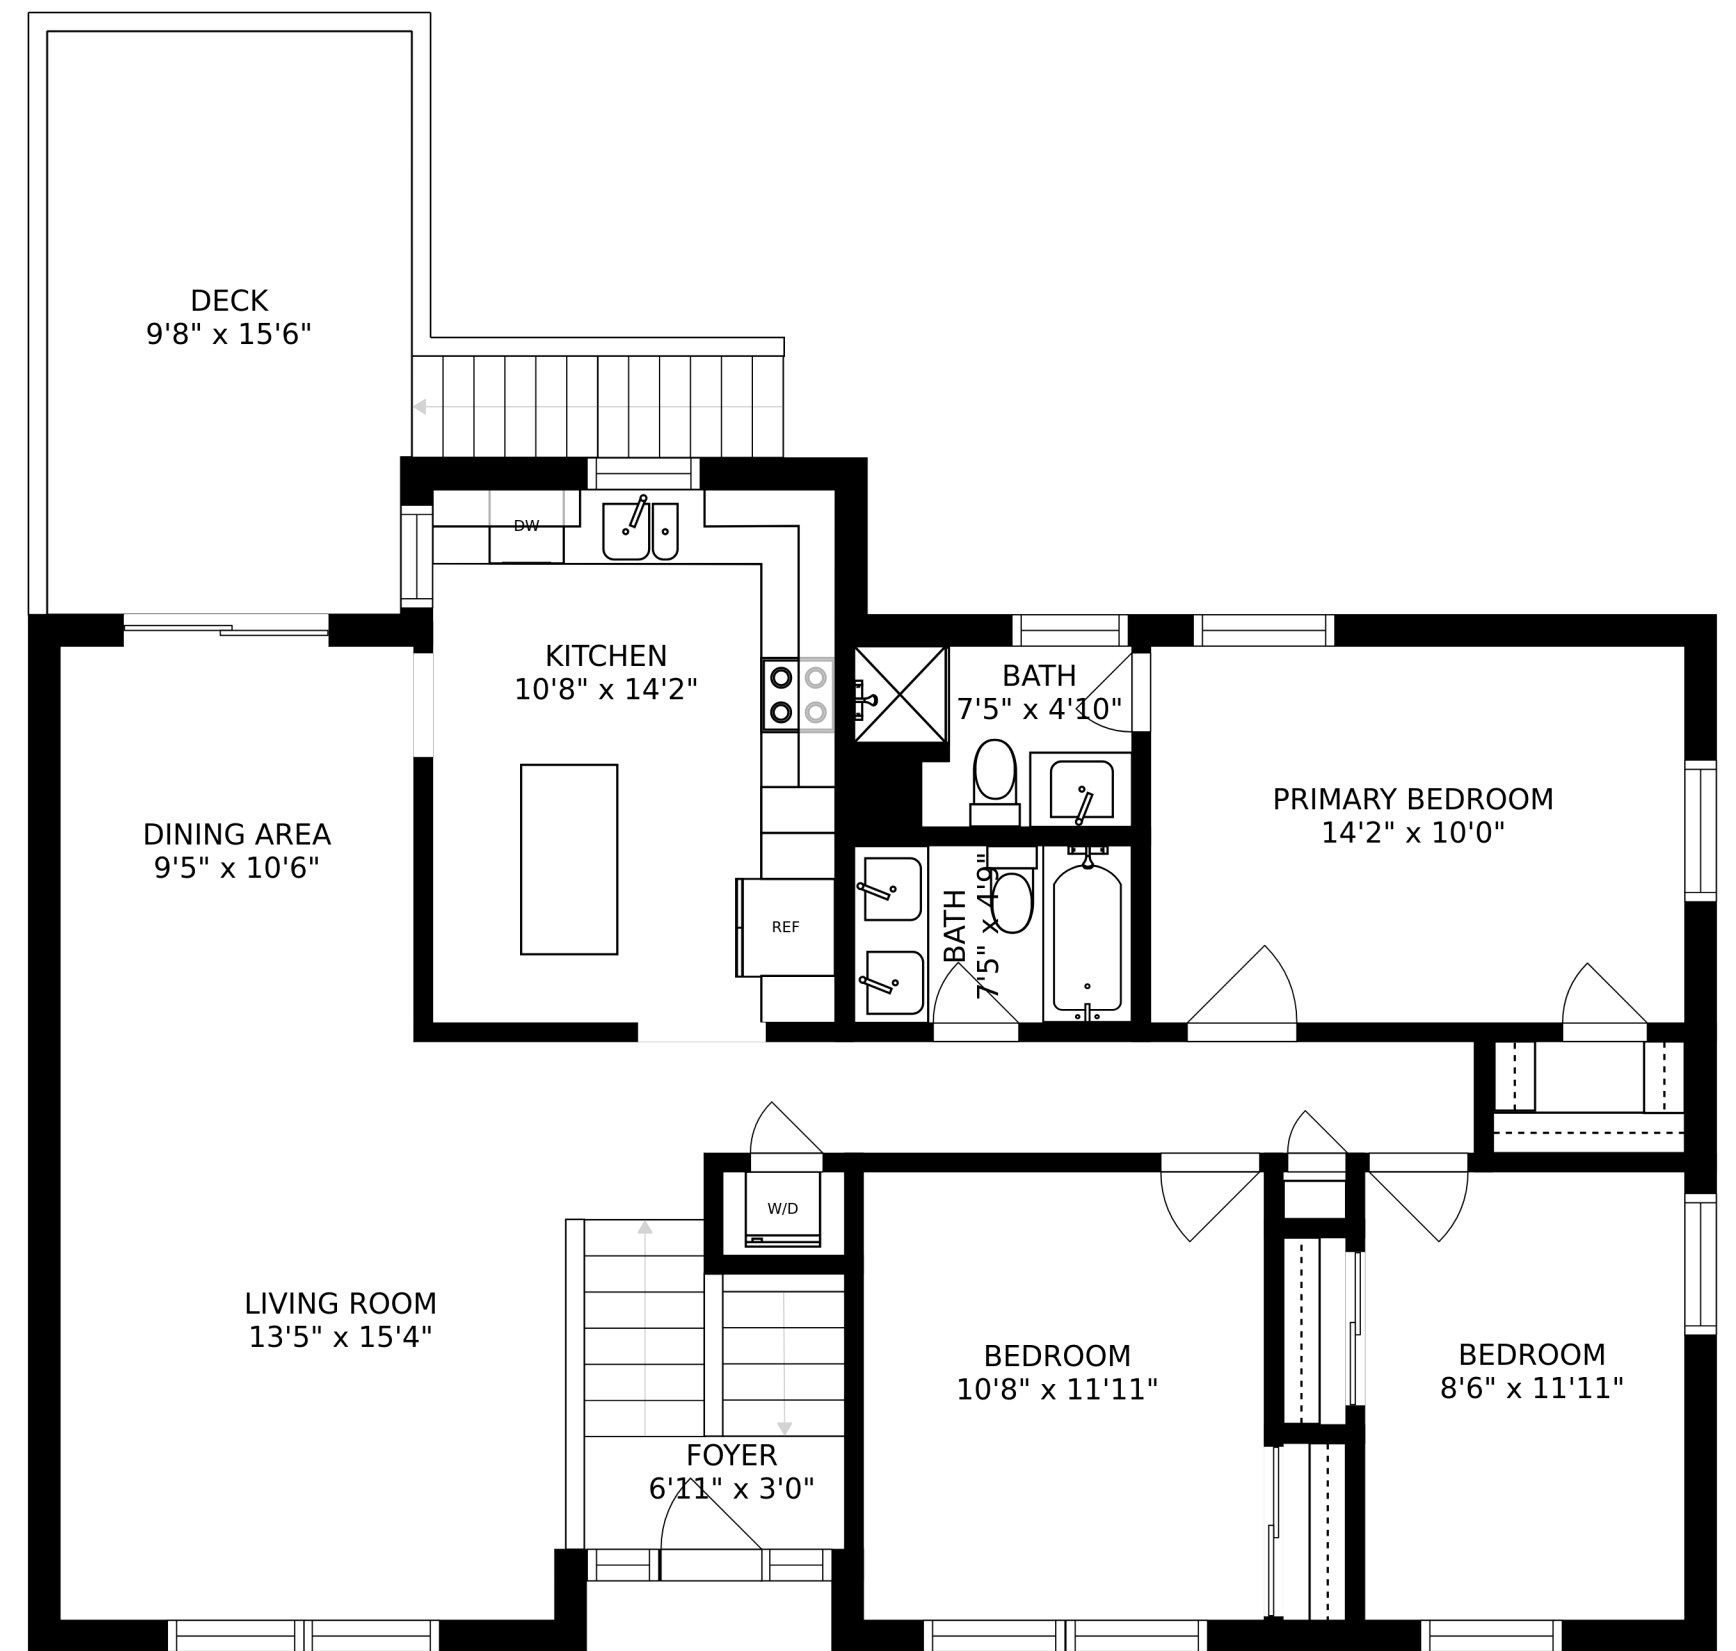 DECK
9'8" x 15'6"
DW
KITCHEN
10'8" x 14'2"
BATH
7'5" x 4'10"
PRIMARY BEDROOM
14'2" x 10'0"
DINING AREA
9'5" x 10'6"
REF
BATH
7'5" x 4'9"
W/D
LIVING ROOM
13'5" x 15'4"
BEDROOM
10'8" x 11'11"
BEDROOM
8'6" x 11'11"
FOYER
6'11" x 3'0"